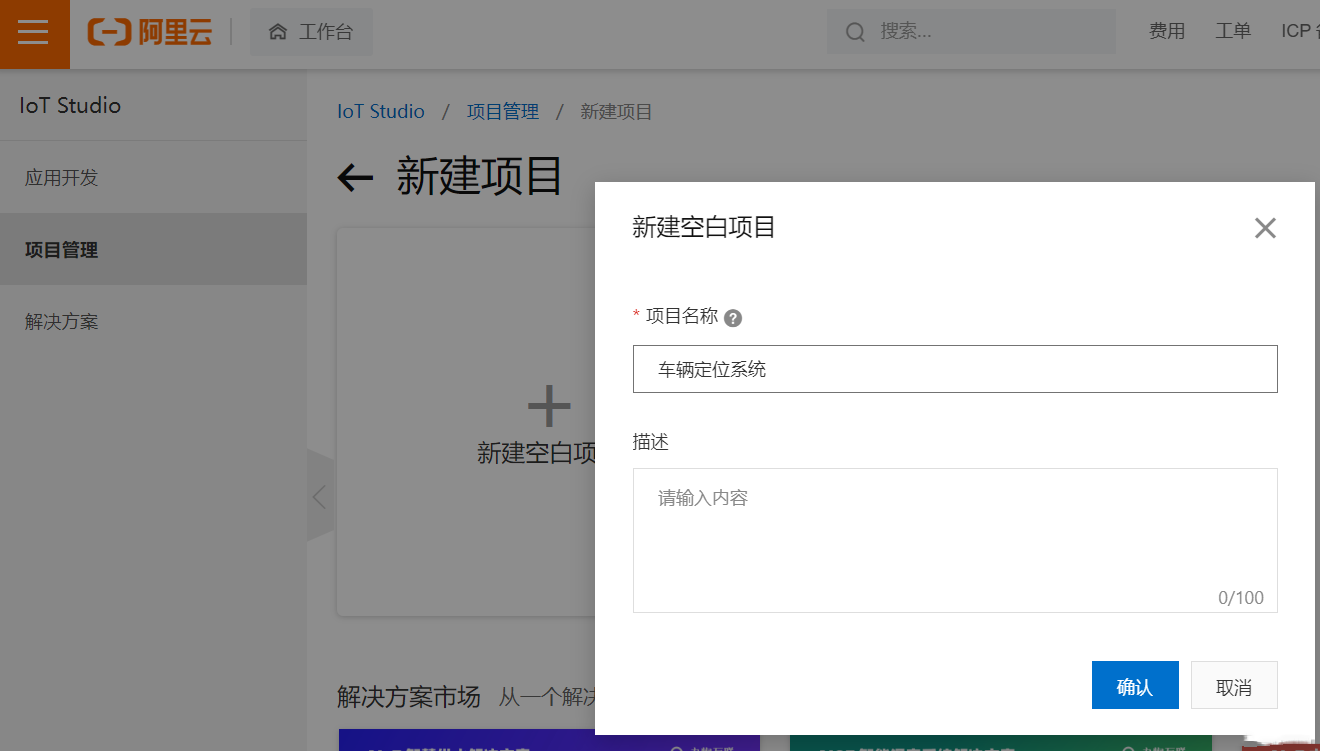 阿里云
工作台
搜索...
费用
工单
ICP
IoT Studio
应用开发
项目管理
解决方案
IoT Studio / 项目管理 / 新建项目
新建项目
新建空白项
新建空白项目
* 项目名称 ?
车辆定位系统
描述
请输入内容
0/100
确认
取消
解决方案市场 从一个解决